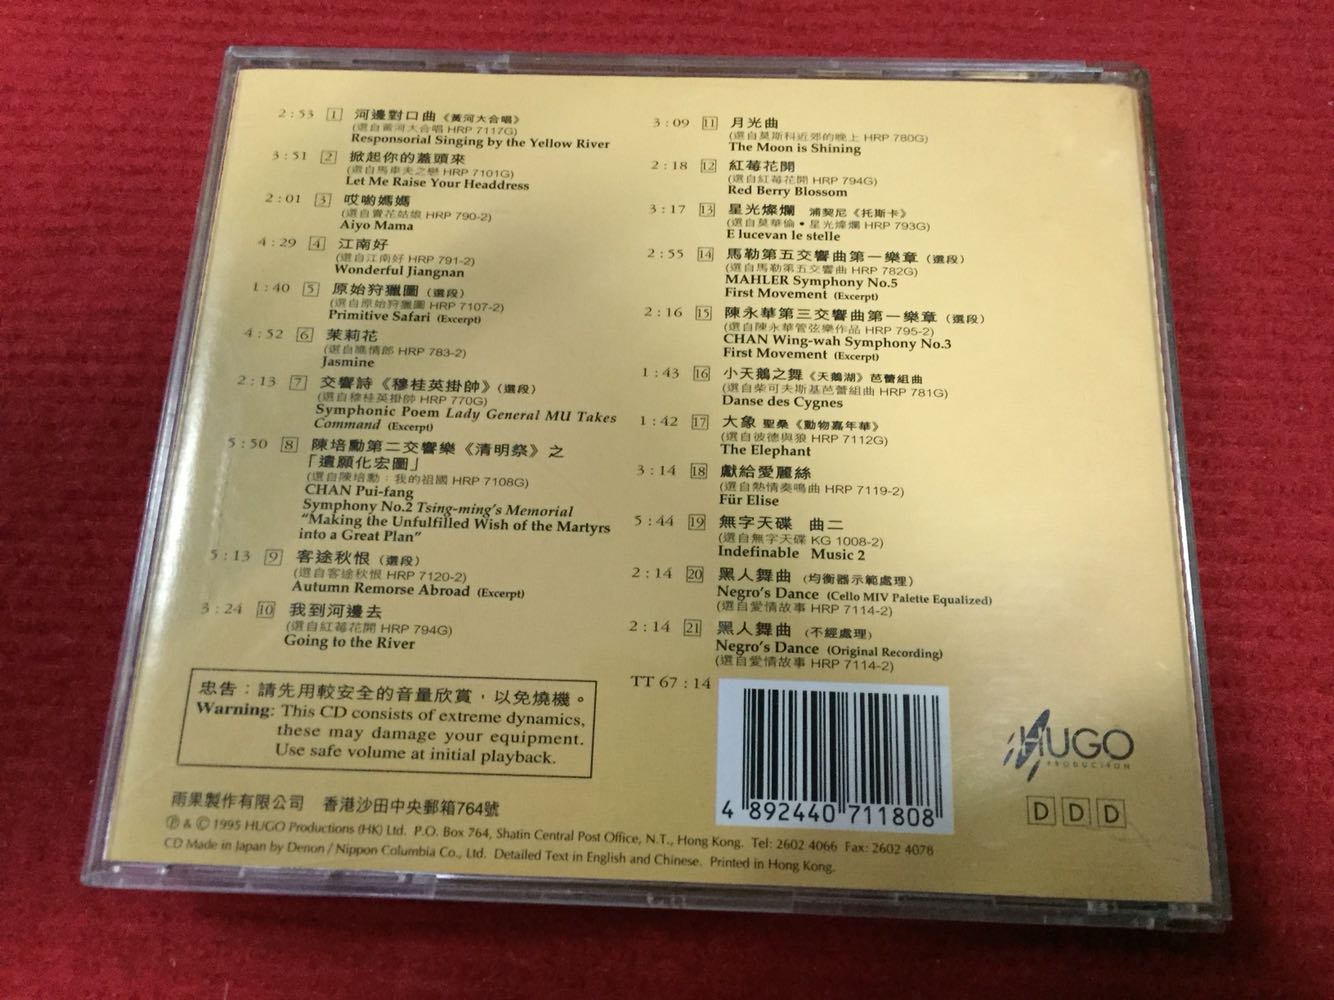 2:53 1 河邊對口曲《黃河大合唱》
(選自黃河大合唱 HRP 7117G)
Responsorial Singing by the Yellow River
3:51 2 掀起你的蓋頭來
(選自馬車夫之戀 HRP 7101G)
Let Me Raise Your Headdress
2:01 3 哎喲媽媽
(選自賣花姑娘 HRP 790-2)
Aiyo Mama
4:29 4 江南好
(選自江南好 HRP 791-2)
Wonderful Jiangnan
1:40 5 原始狩獵圖 (選段)
(選自原始狩獵圖 HRP 7107-2)
Primitive Safari (Excerpt)
4:52 6 茉莉花
(選自瞧情郎 HRP 783-2)
Jasmine
2:13 7 交響詩《穆桂英掛帥》(選段)
(選自穆桂英掛帥 HRP 770G)
Symphonic Poem Lady General MU Takes
Command (Excerpt)
5:50 8 陳培勳第二交響樂《清明祭》之
「遺願化宏圖」
(選自陳培勳：我的祖國 HRP 7108G)
CHAN Pui-fang
Symphony No.2 Tsing-ming's Memorial
"Making the Unfulfilled Wish of the Martyrs
into a Great Plan"
5:13 9 客途秋恨 (選段)
(選自客途秋恨 HRP 7120-2)
Autumn Remorse Abroad (Excerpt)
3:24 10 我到河邊去
(選自紅莓花開 HRP 794G)
Going to the River
3:09 11 月光曲
(選自莫斯科近郊的晚上 HRP 780G)
The Moon is Shining
2:18 12 紅莓花開
(選自紅莓花開 HRP 794G)
Red Berry Blossom
3:17 13 星光燦爛 浦契尼《托斯卡》
(選自莫華倫•星光燦爛 HRP 793G)
E lucevan le stelle
2:55 14 馬勒第五交響曲第一樂章 (選段)
(選自馬勒第五交響曲 HRP 782G)
MAHLER Symphony No.5
First Movement (Excerpt)
2:16 15 陳永華第三交響曲第一樂章 (選段)
(選自陳永華管弦樂作品 HRP 795-2)
CHAN Wing-wah Symphony No.3
First Movement (Excerpt)
1:43 16 小天鵝之舞《天鵝湖》芭蕾組曲
(選自柴可夫斯基芭蕾組曲 HRP 781G)
Danse des Cygnes
1:42 17 大象 聖桑《動物嘉年華》
(選自彼德與狼 HRP 7112G)
The Elephant
3:14 18 獻給愛麗絲
(選自熱情奏鳴曲 HRP 7119-2)
Für Elise
5:44 19 無字天碟 曲二
(選自無字天碟 KG 1008-2)
Indefinable Music 2
2:14 20 黑人舞曲 (均衡器示範處理)
Negro's Dance (Cello MIV Palette Equalized)
(選自愛情故事 HRP 7114-2)
2:14 21 黑人舞曲 (不經處理)
Negro's Dance (Original Recording)
(選自愛情故事 HRP 7114-2)
TT 67:14
忠告：請先用較安全的音量欣賞，以免燒機。
Warning: This CD consists of extreme dynamics,
these may damage your equipment.
Use safe volume at initial playback.
4 892440 711808
HUGO
PRODUCTION
D D D
雨果製作有限公司 香港沙田中央郵箱764號
℗ & © 1995 HUGO Productions (HK) Ltd. P.O. Box 764, Shatin Central Post Office, N.T., Hong Kong. Tel: 2602 4066 Fax: 2602 4078
CD Made in Japan by Denon / Nippon Columbia Co., Ltd. Detailed Text in English and Chinese. Printed in Hong Kong.